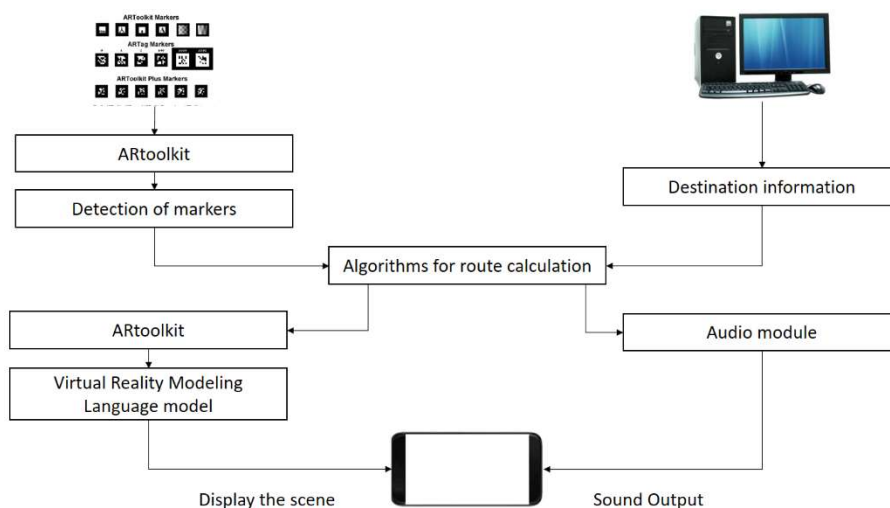 ARToolkit Markers
ARTag Markers
ARToolkit Plus Markers
ARtoolkit
Detection of markers
Destination information
Algorithms for route calculation
ARtoolkit
Audio module
Virtual Reality Modeling
Language model
Display the scene
Sound Output